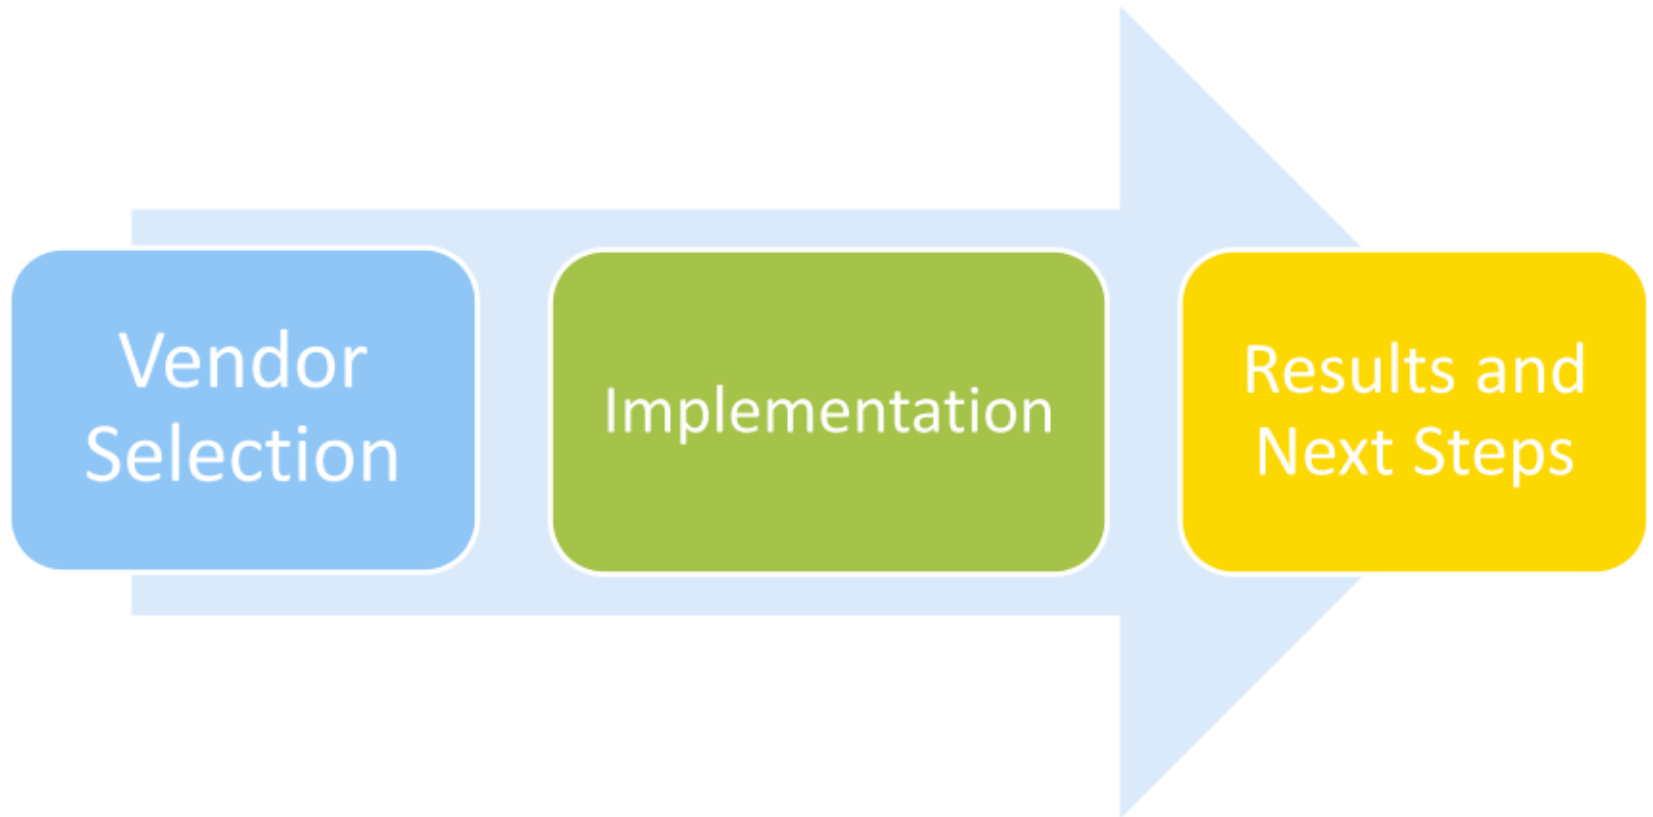 Vendor
Selection
Implementation
Results and
Next Steps